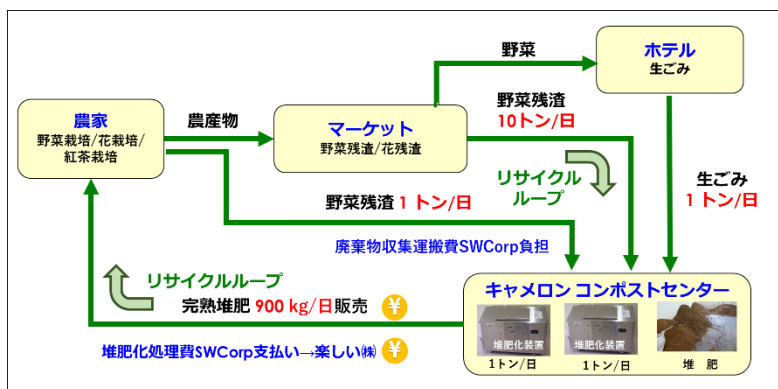 野菜
ホテル
生ごみ
農家
野菜栽培/花栽培/
紅茶栽培
農産物
マーケット
野菜残渣/花残渣
野菜残渣
10トン/日
リサイクル
ループ
生ごみ
1トン/日
野菜残渣 1 トン/日
廃棄物収集運搬費SWCorp負担
リサイクルループ
完熟堆肥 900 kg/日販売 ¥
堆肥化処理費SWCorp支払い→楽しい㈱ ¥
キャメロン コンポストセンター
堆肥化装置
1トン/日
堆肥化装置
1トン/日
堆 肥